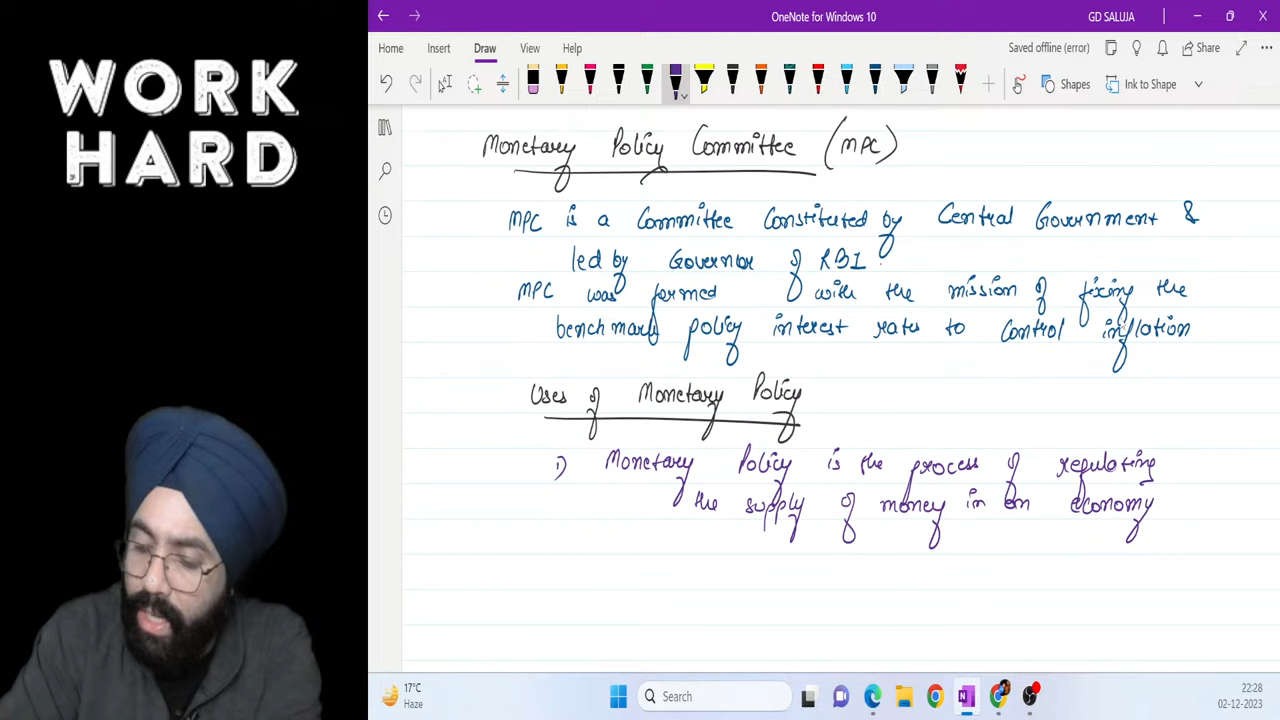 WORK
HARD
OneNote for Windows 10
GD SALUJA
Home Insert Draw View Help
Saved offline (error)
Share
Shapes
Ink to Shape
Monetary Policy Committee (MPC)
MPC is a Committee Constituted by Central Government &
led by Governor of RBI.
MPC was formed with the mission of fixing the
benchmark policy interest rates to control inflation
Uses of Monetary Policy
1) Monetary Policy is the process of regulating
the supply of money in an economy
17°C
Haze
Search
22:28
02-12-2023